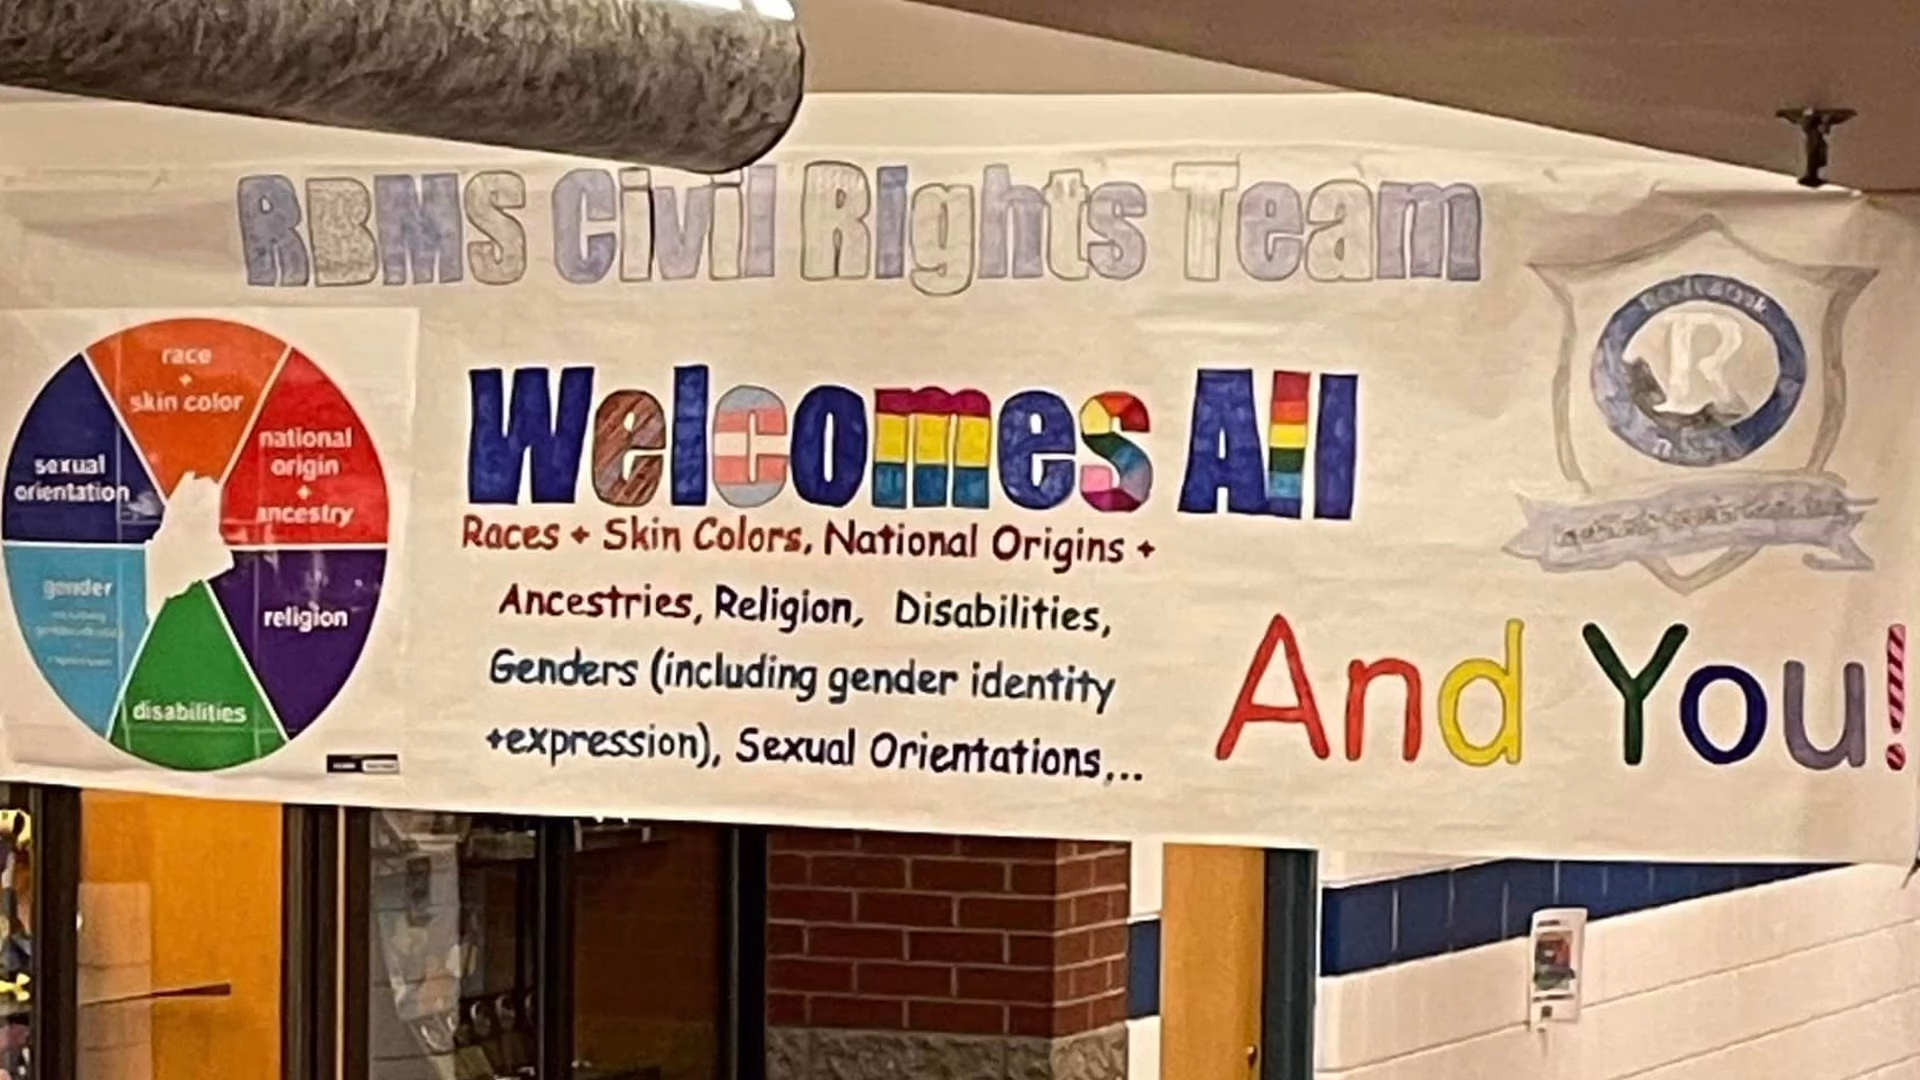 RBMS Civil Rights Team
race
+
skin color
national
origin
+
ancestry
sexual
orientation
gender
religion
disabilities
Welcomes All
Races + Skin Colors, National Origins +
Ancestries, Religion, Disabilities,
Genders (including gender identity
+expression), Sexual Orientations,...
And You!
R